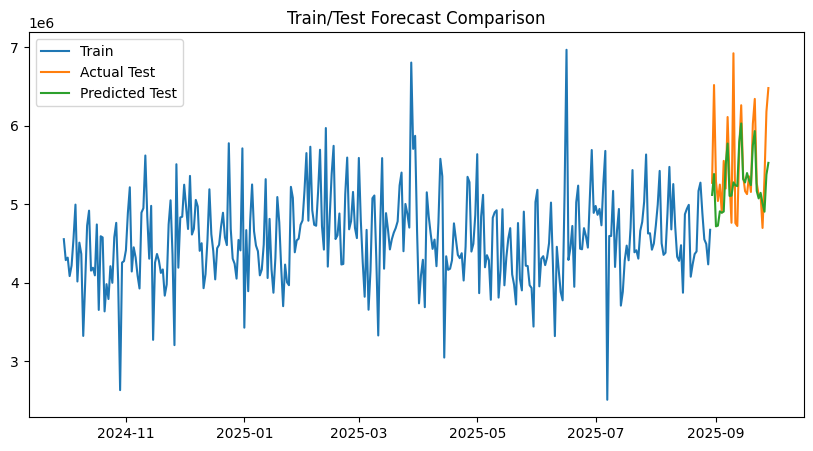 Train/Test Forecast Comparison
1e6
Train
Actual Test
Predicted Test
7
6
5
4
3
2024-11
2025-01
2025-03
2025-05
2025-07
2025-09